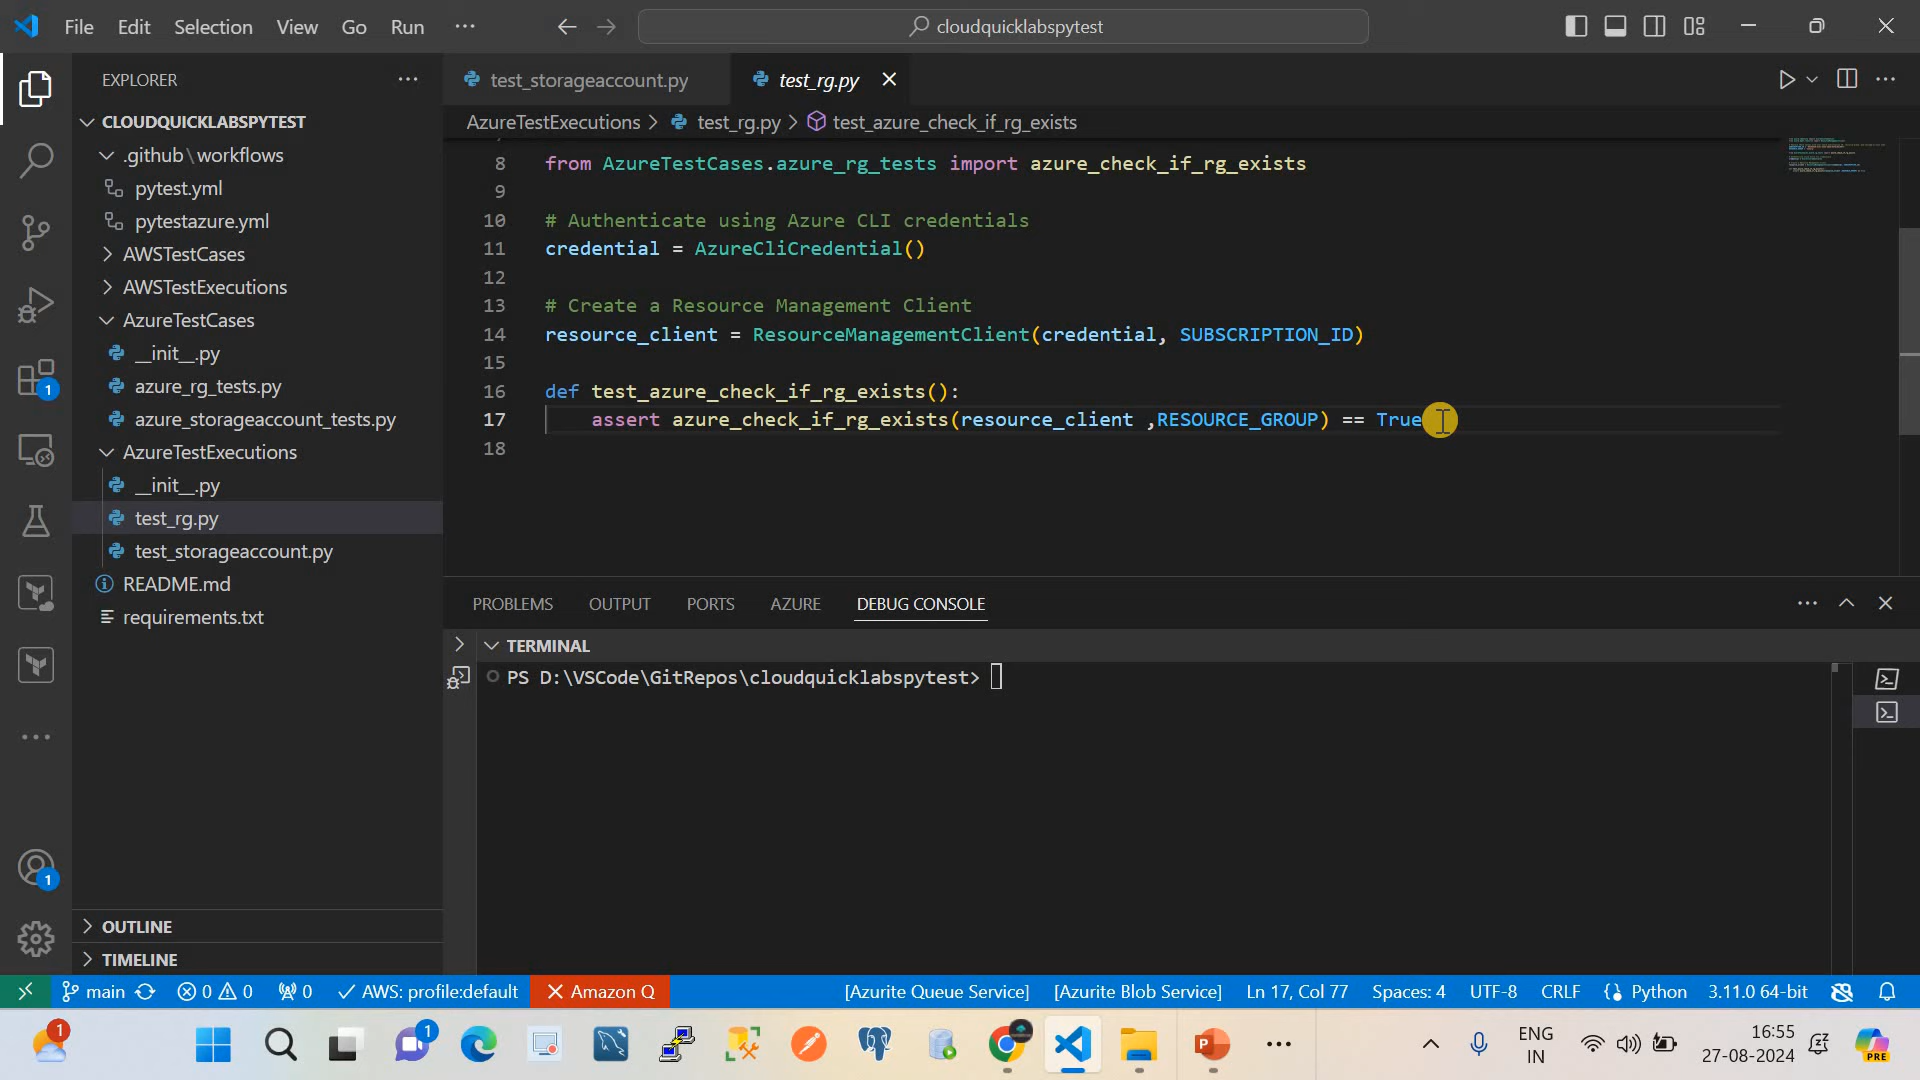 File Edit Selection View Go Run ··· cloudquicklabspytest
EXPLORER ···
CLOUDQUICKLABSPYTEST
.github\workflows
pytest.yml
pytestazure.yml
AWSTestCases
AWSTestExecutions
AzureTestCases
__init__.py
azure_rg_tests.py
azure_storageaccount_tests.py
AzureTestExecutions
__init__.py
test_rg.py
test_storageaccount.py
README.md
requirements.txt
OUTLINE
TIMELINE
1
1
test_storageaccount.py test_rg.py
AzureTestExecutions > test_rg.py > test_azure_check_if_rg_exists
8 from AzureTestCases.azure_rg_tests import azure_check_if_rg_exists
9
10 # Authenticate using Azure CLI credentials
11 credential = AzureCliCredential()
12
13 # Create a Resource Management Client
14 resource_client = ResourceManagementClient(credential, SUBSCRIPTION_ID)
15
16 def test_azure_check_if_rg_exists():
17 assert azure_check_if_rg_exists(resource_client ,RESOURCE_GROUP) == True
18
PROBLEMS OUTPUT PORTS AZURE DEBUG CONSOLE
TERMINAL
PS D:\VSCode\GitRepos\cloudquicklabspytest>
main 0 0 0 AWS: profile:default Amazon Q [Azurite Queue Service] [Azurite Blob Service] Ln 17, Col 77 Spaces: 4 UTF-8 CRLF Python 3.11.0 64-bit
1 1 ENG
IN
16:55
27-08-2024
PRE